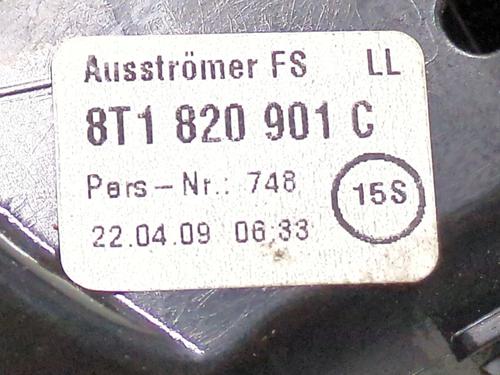 Ausströmer FS LL
8T1 820 901 C
Pers-Nr.: 748
15S
22.04.09 06:33